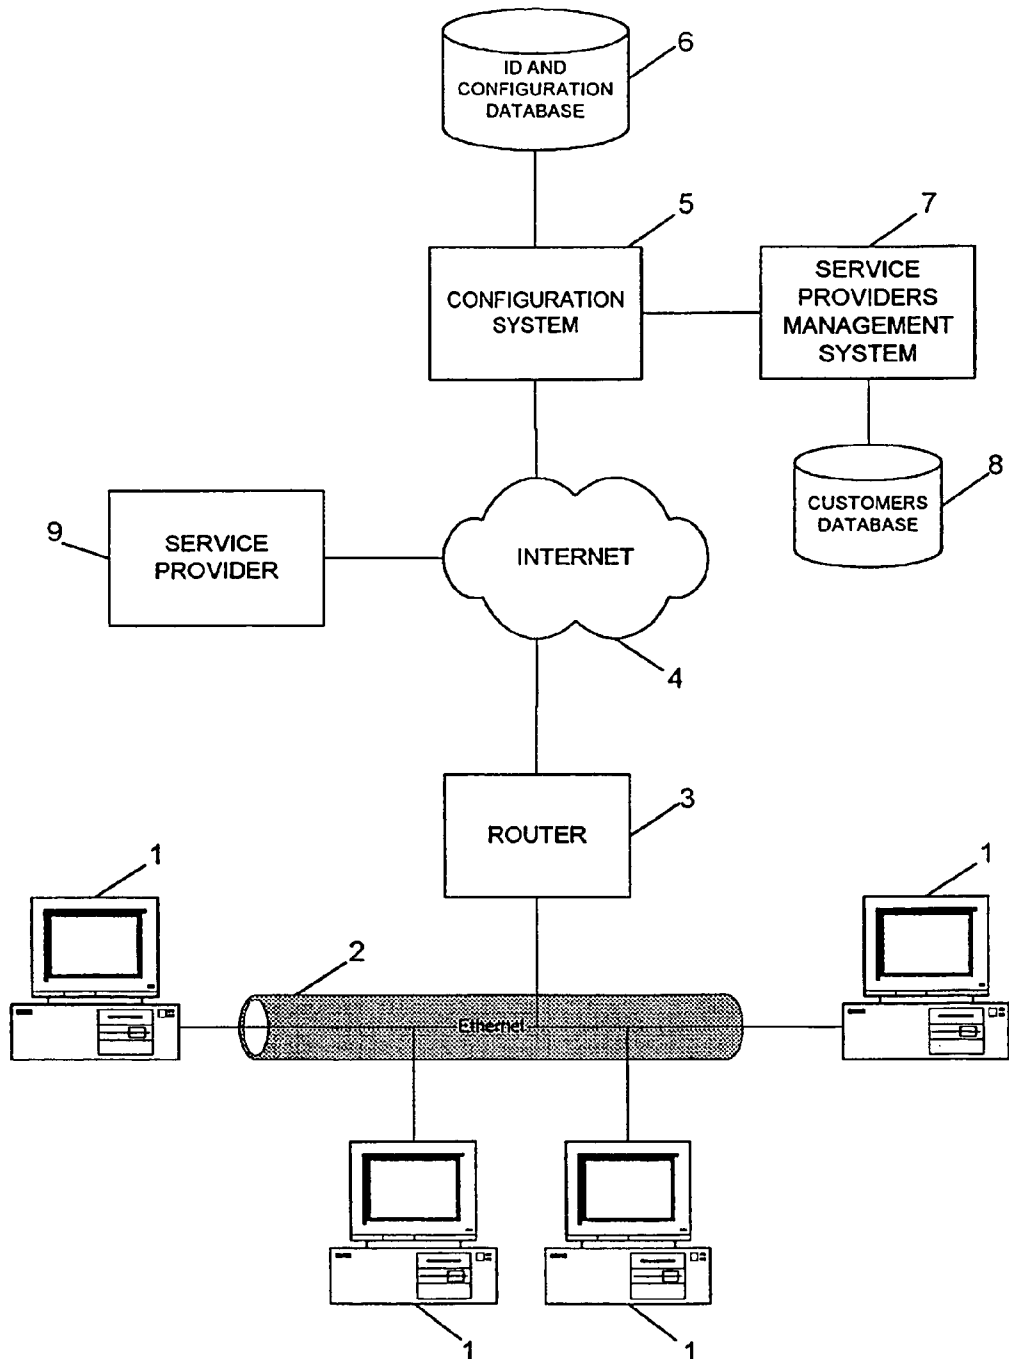 6
ID AND
CONFIGURATION
DATABASE
5
7
CONFIGURATION
SYSTEM
SERVICE
PROVIDERS
MANAGEMENT
SYSTEM
8
CUSTOMERS
DATABASE
9
SERVICE
PROVIDER
INTERNET
4
3
ROUTER
1
1
2
Ethernet
1
1